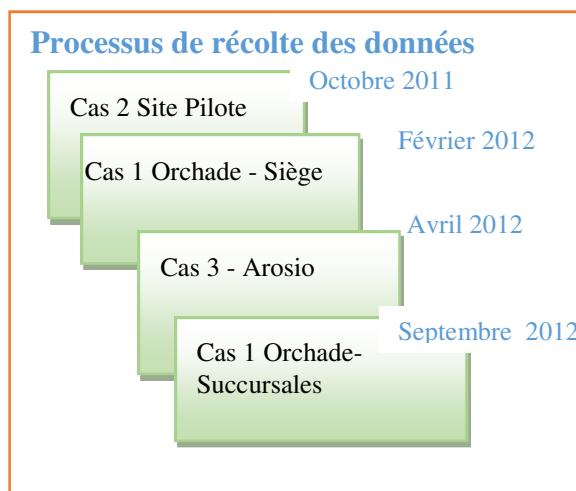 Processus de récolte des données
Octobre 2011
Cas 2 Site Pilote
Février 2012
Cas 1 Orchade - Siège
Avril 2012
Cas 3 - Arosio
Septembre 2012
Cas 1 Orchade-
Succursales